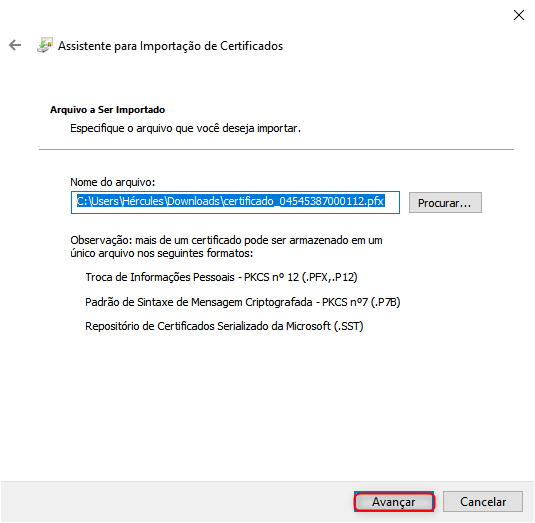 Assistente para Importação de Certificados
Arquivo a Ser Importado
Especifique o arquivo que você deseja importar.
Nome do arquivo:
C:\Users\Hércules\Downloads\certificado_04545387000112.pfx
Procurar...
Observação: mais de um certificado pode ser armazenado em um
único arquivo nos seguintes formatos:
Troca de Informações Pessoais - PKCS nº 12 (.PFX,.P12)
Padrão de Sintaxe de Mensagem Criptografada - PKCS nº7 (.P7B)
Repositório de Certificados Serializado da Microsoft (.SST)
Avançar
Cancelar